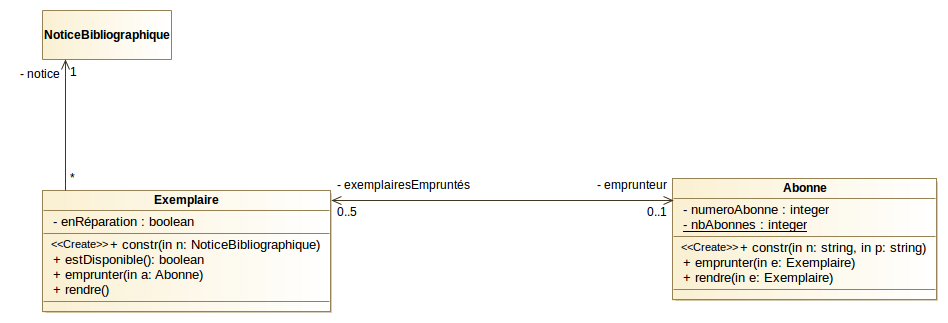 NoticeBibliographique
- notice
1
*
Exemplaire
- enRéparation : boolean
<<Create>> + constr(in n: NoticeBibliographique)
+ estDisponible(): boolean
+ emprunter(in a: Abonne)
+ rendre()
- exemplairesEmpruntés
0..5
- emprunteur
0..1
Abonne
- numeroAbonne : integer
- nbAbonnes : integer
<<Create>> + constr(in n: string, in p: string)
+ emprunter(in e: Exemplaire)
+ rendre(in e: Exemplaire)